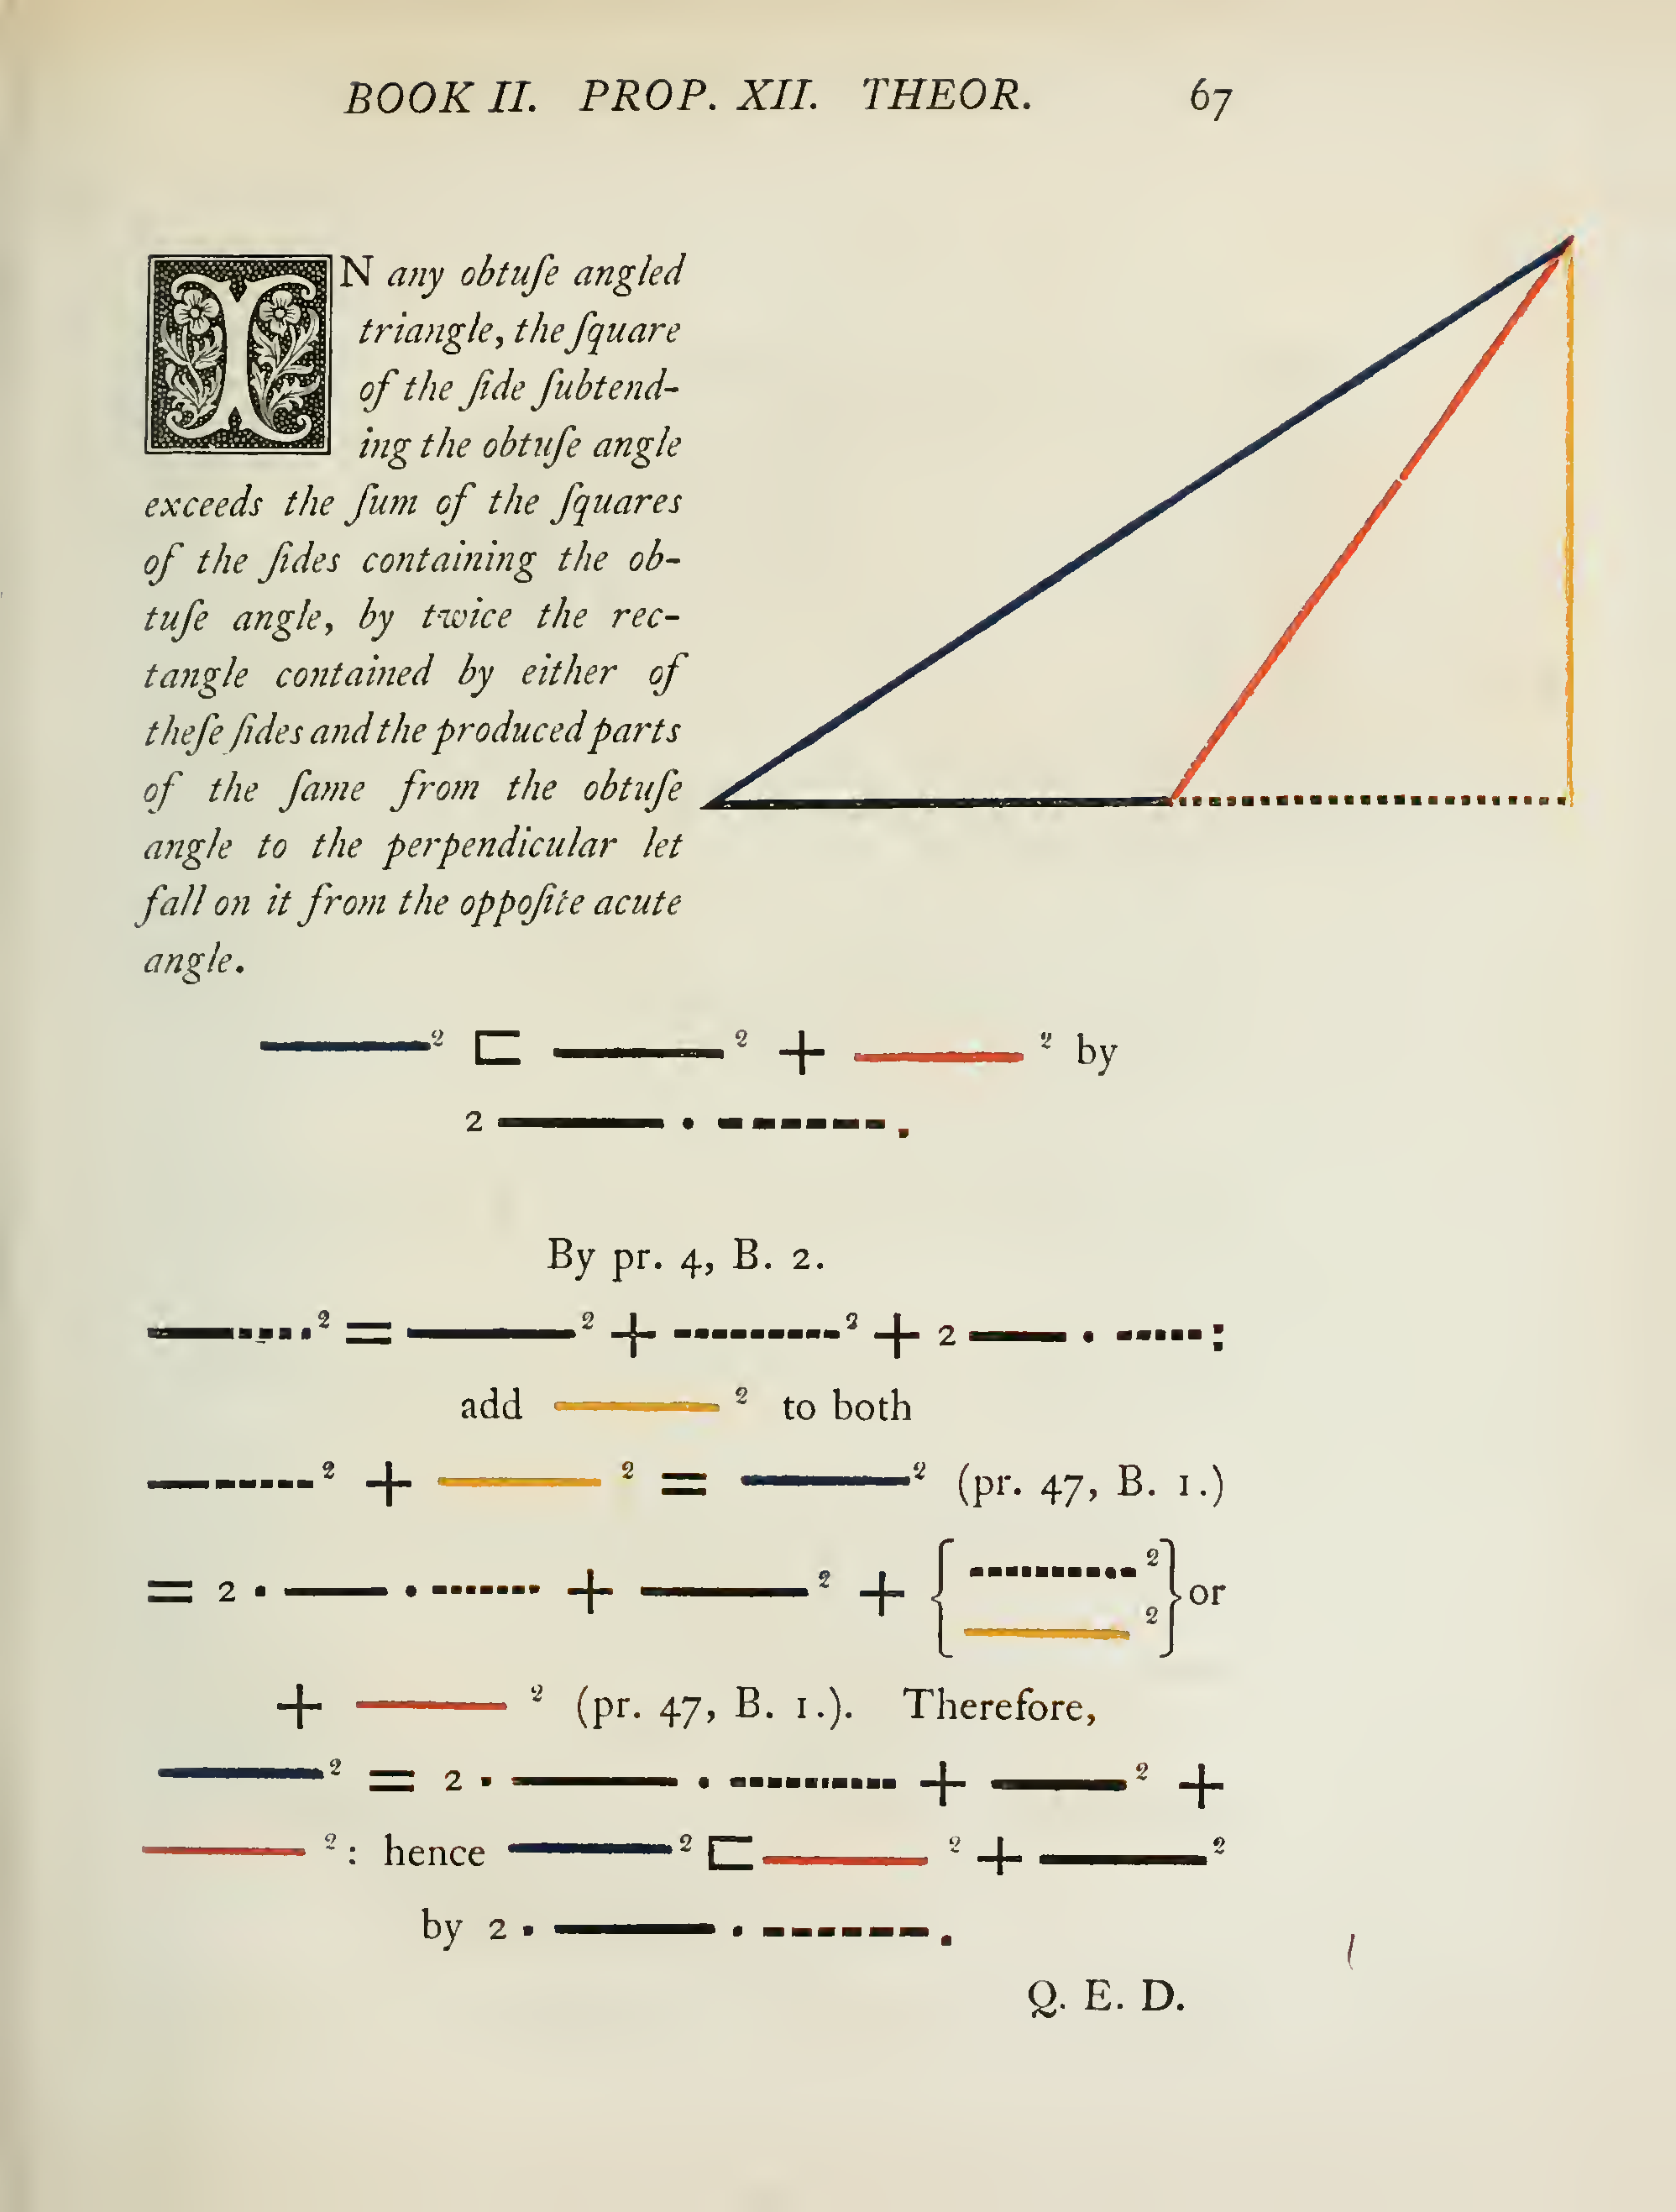 BOOK II. PROP. XII. THEOR. 67
IN any obtuſe angled
triangle, the ſquare
of the ſide ſubtend-
ing the obtuſe angle
exceeds the ſum of the ſquares
of the ſides containing the ob-
tuſe angle, by twice the rec-
tangle contained by either of
theſe ſides and the produced parts
of the ſame from the obtuſe
angle to the perpendicular let
fall on it from the oppoſite acute
angle.
2 ⊏ 2 + 2 by
2 · .
By pr. 4, B. 2.
2 = 2 + 2 + 2 · :
add 2 to both
2 + 2 = 2 (pr. 47, B. 1.)
= 2 · · + 2 + { 2 2 } or
+ 2 (pr. 47, B. 1.). Therefore,
2 = 2 · · + 2 +
2 : hence 2 ⊏ 2 + 2
by 2 · · .
Q. E. D.